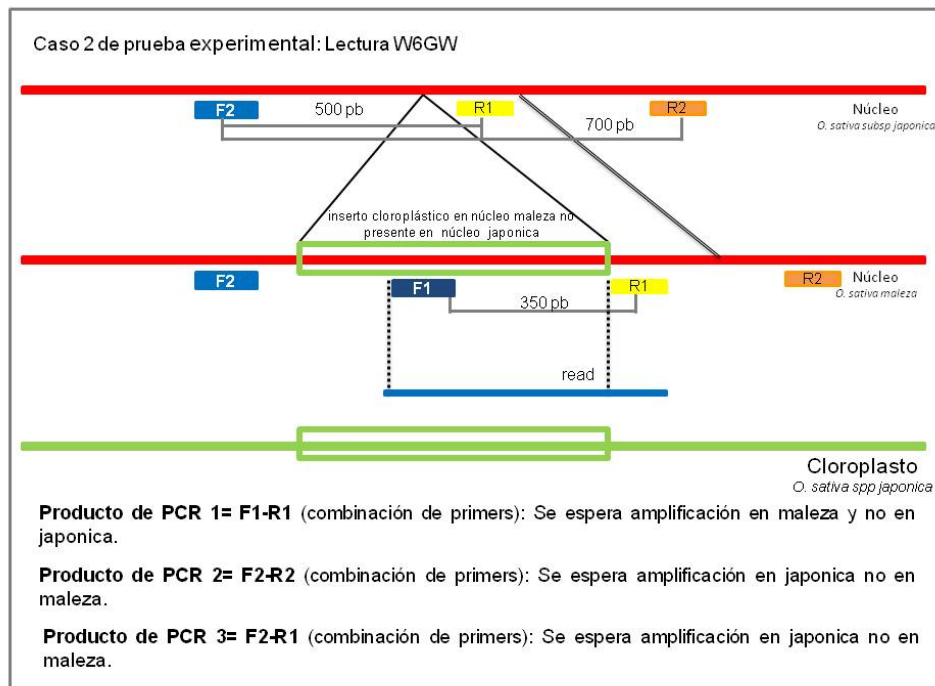 Caso 2 de prueba experimental: Lectura W6GW
F2
500 pb
R1
700 pb
R2
Núcleo
O. sativa subsp japonica
inserto cloroplástico en núcleo maleza no
presente en núcleo japonica
F2
F1
350 pb
R1
R2
Núcleo
O. sativa maleza
read
Cloroplasto
O. sativa spp japonica
Producto de PCR 1= F1-R1 (combinación de primers): Se espera amplificación en maleza y no en
japonica.
Producto de PCR 2= F2-R2 (combinación de primers): Se espera amplificación en japonica no en
maleza.
Producto de PCR 3= F2-R1 (combinación de primers): Se espera amplificación en japonica no en
maleza.